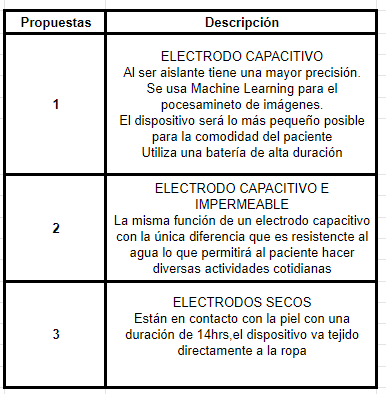 Propuestas Descripción
1
ELECTRODO CAPACITIVO
Al ser aislante tiene una mayor precisión.
Se usa Machine Learning para el
pocesamineto de imágenes.
El dispositivo será lo más pequeño posible
para la comodidad del paciente
Utiliza una batería de alta duración
2
ELECTRODO CAPACITIVO E
IMPERMEABLE
La misma función de un electrodo capacitivo
con la única diferencia que es resistencte al
agua lo que permitirá al paciente hacer
diversas actividades cotidianas
3
ELECTRODOS SECOS
Están en contacto con la piel con una
duración de 14hrs,el dispositivo va tejido
directamente a la ropa